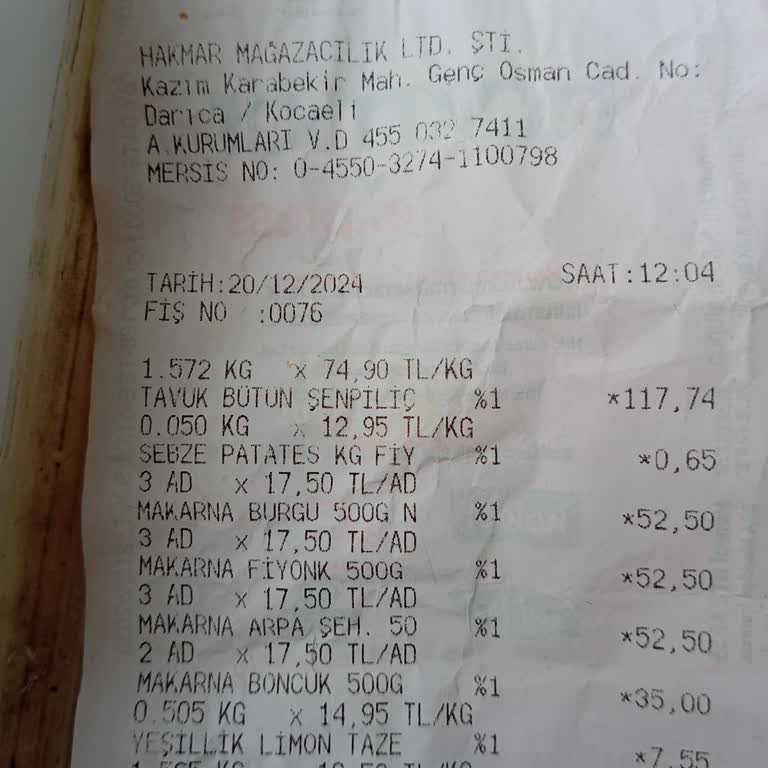 HAKMAR MAĞAZACILIK LTD. ŞTİ.
Kazım Karabekir Mah. Genç Osman Cad. No:
Darıca / Kocaeli
A.KURUMLARI V.D 455 032 7411
MERSİS NO: 0-4550-3274-1100798
TARİH:20/12/2024 SAAT:12:04
FİŞ NO :0076
1.572 KG x 74,90 TL/KG
TAVUK BÜTÜN ŞENPİLİÇ %1 *117,74
0.050 KG x 12,95 TL/KG
SEBZE PATATES KG FİY %1 *0,65
3 AD x 17,50 TL/AD
MAKARNA BURGU 500G N %1 *52,50
3 AD x 17,50 TL/AD
MAKARNA FİYONK 500G %1 *52,50
3 AD x 17,50 TL/AD
MAKARNA ARPA ŞEH. 50 %1 *52,50
2 AD x 17,50 TL/AD
MAKARNA BONCUK 500G %1 *35,00
0.505 KG x 14,95 TL/KG
YEŞİLLİK LİMON TAZE %1 *7,55